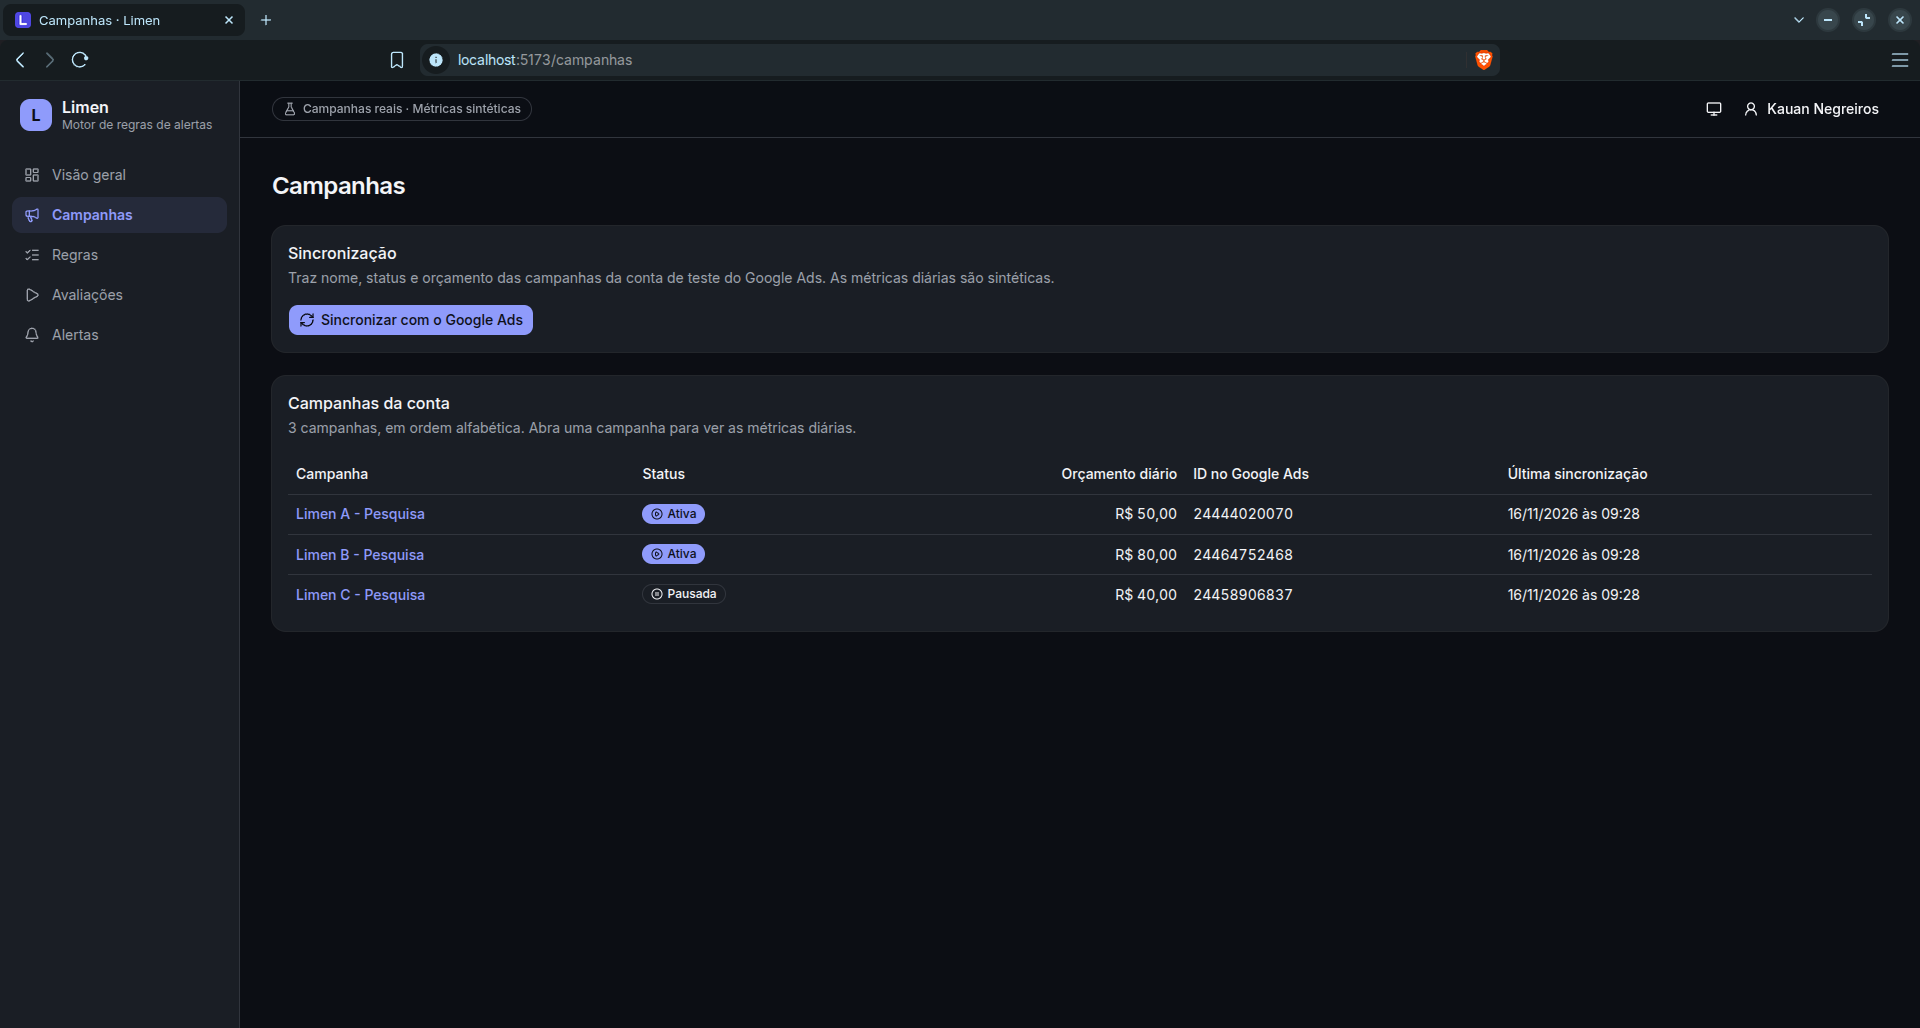 L Campanhas · Limen
localhost:5173/campanhas
L
Limen
Motor de regras de alertas
Campanhas reais · Métricas sintéticas
Kauan Negreiros
Visão geral
Campanhas
Regras
Avaliações
Alertas
Campanhas
Sincronização
Traz nome, status e orçamento das campanhas da conta de teste do Google Ads. As métricas diárias são sintéticas.
Sincronizar com o Google Ads
Campanhas da conta
3 campanhas, em ordem alfabética. Abra uma campanha para ver as métricas diárias.
Campanha Status Orçamento diário ID no Google Ads Última sincronização
Limen A - Pesquisa Ativa R$ 50,00 24444020070 16/11/2026 às 09:28
Limen B - Pesquisa Ativa R$ 80,00 24464752468 16/11/2026 às 09:28
Limen C - Pesquisa Pausada R$ 40,00 24458906837 16/11/2026 às 09:28